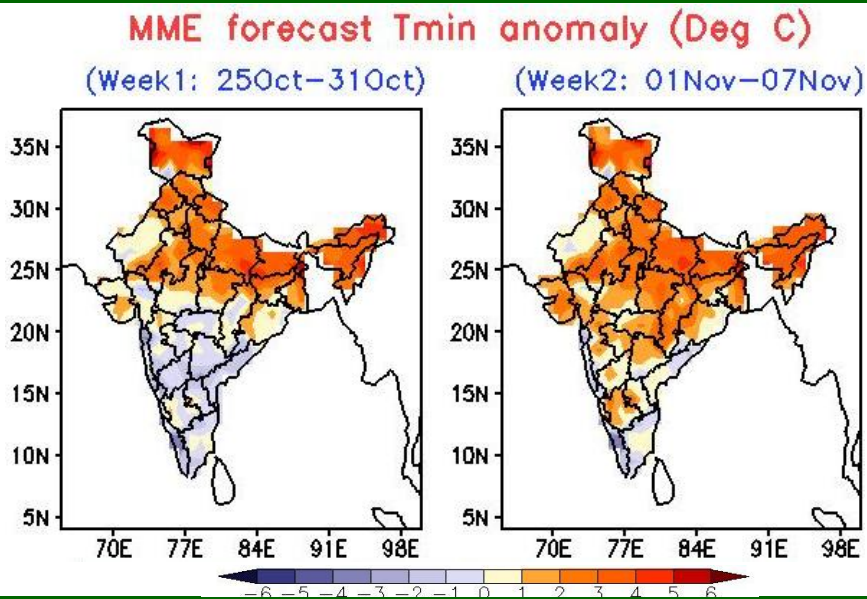 MME forecast Tmin anomaly (Deg C)
(Week1: 25Oct−31Oct)
(Week2: 01Nov−07Nov)
35N
30N
25N
20N
15N
10N
5N
70E 77E 84E 91E 98E
35N
30N
25N
20N
15N
10N
5N
70E 77E 84E 91E 98E
−6 −5 −4 −3 −2 −1 0 1 2 3 4 5 6